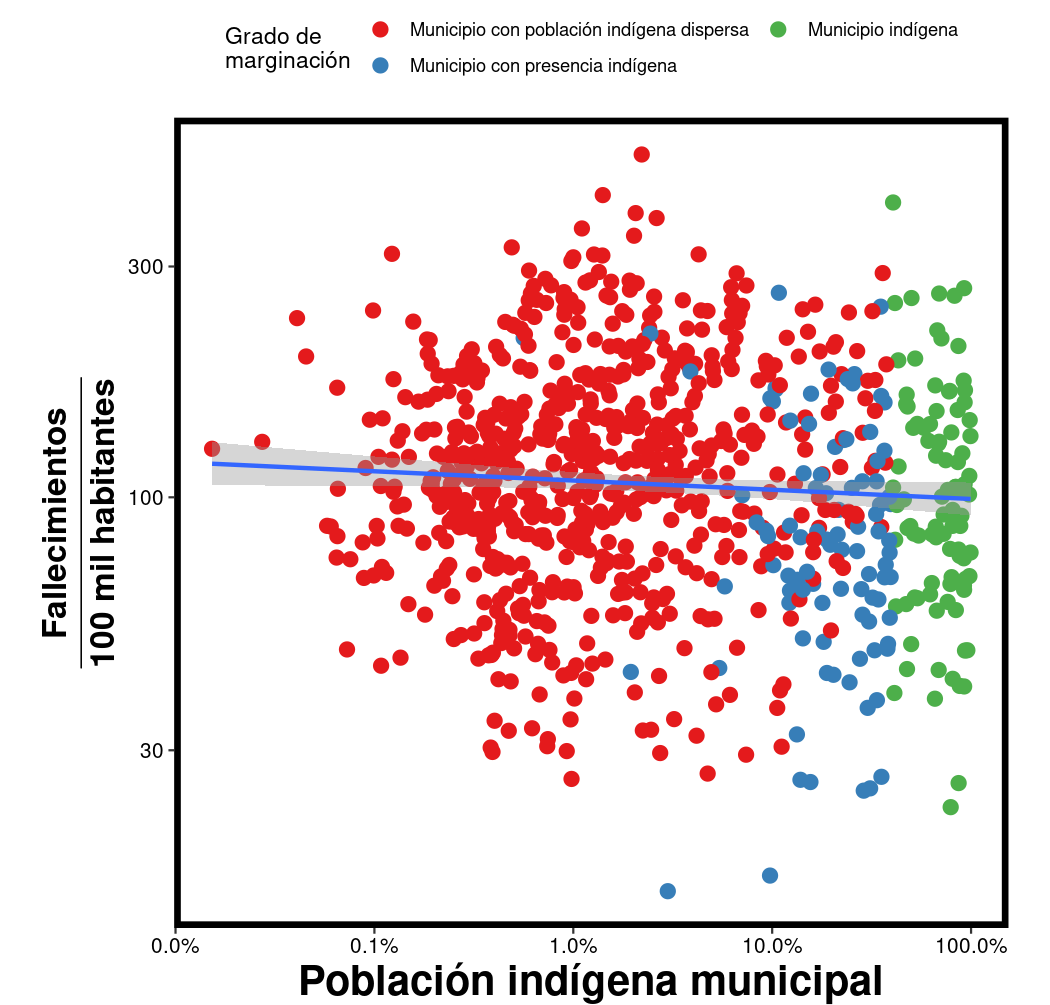 Grado de
marginación
Municipio con población indígena dispersa
Municipio indígena
Municipio con presencia indígena
Fallecimientos
100 mil habitantes
300
100
30
0.0%
0.1%
1.0%
10.0%
100.0%
Población indígena municipal